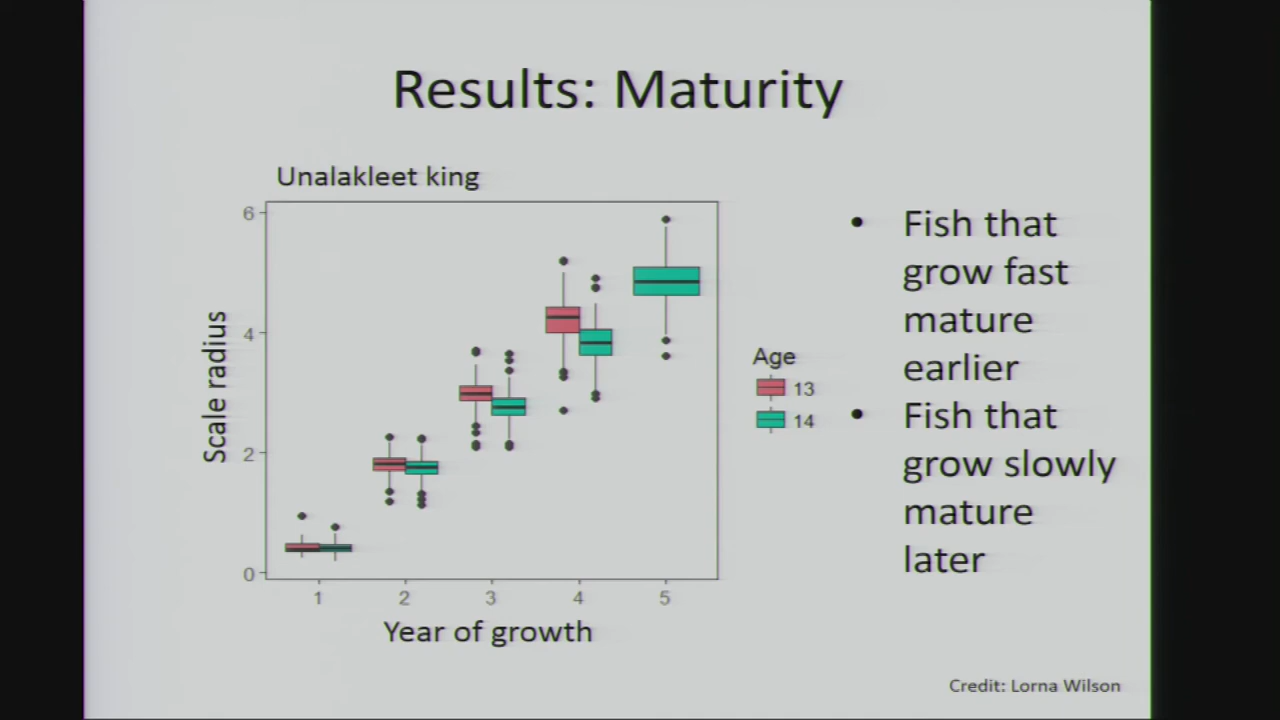 Results: Maturity
Unalakleet king
6
4
2
0
Scale radius
1 2 3 4 5
Year of growth
Age
13
14
• Fish that
grow fast
mature
earlier
• Fish that
grow slowly
mature
later
Credit: Lorna Wilson